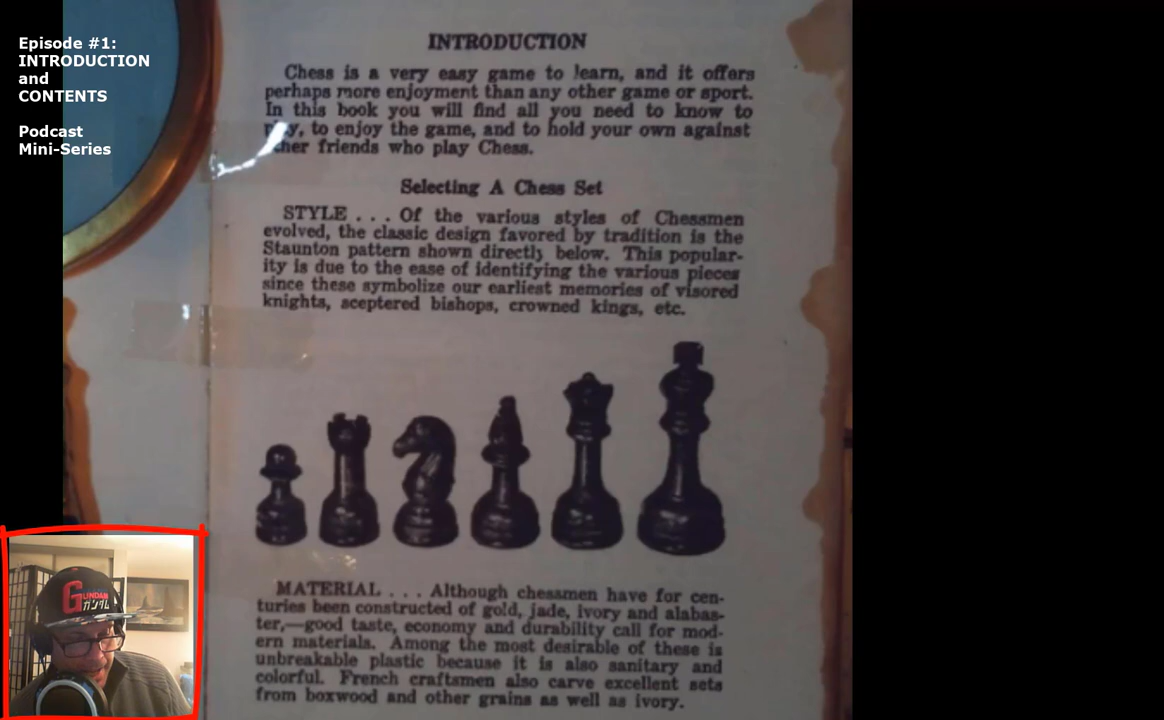 Episode #1:
INTRODUCTION
and
CONTENTS
Podcast
Mini-Series
INTRODUCTION
Chess is a very easy game to learn, and it offers
perhaps more enjoyment than any other game or sport.
In this book you will find all you need to know to
play, to enjoy the game, and to hold your own against
other friends who play Chess.
Selecting A Chess Set
STYLE . . . Of the various styles of Chessmen
evolved, the classic design favored by tradition is the
Staunton pattern shown directly below. This popular-
ity is due to the ease of identifying the various pieces
since these symbolize our earliest memories of visored
knights, sceptered bishops, crowned kings, etc.
MATERIAL . . . Although chessmen have for cen-
turies been constructed of gold, jade, ivory and alabas-
ter,—good taste, economy and durability call for mod-
ern materials. Among the most desirable of these is
unbreakable plastic because it is also sanitary and
colorful. French craftsmen also carve excellent sets
from boxwood and other grains as well as ivory.
GUNDAM
ガンダム